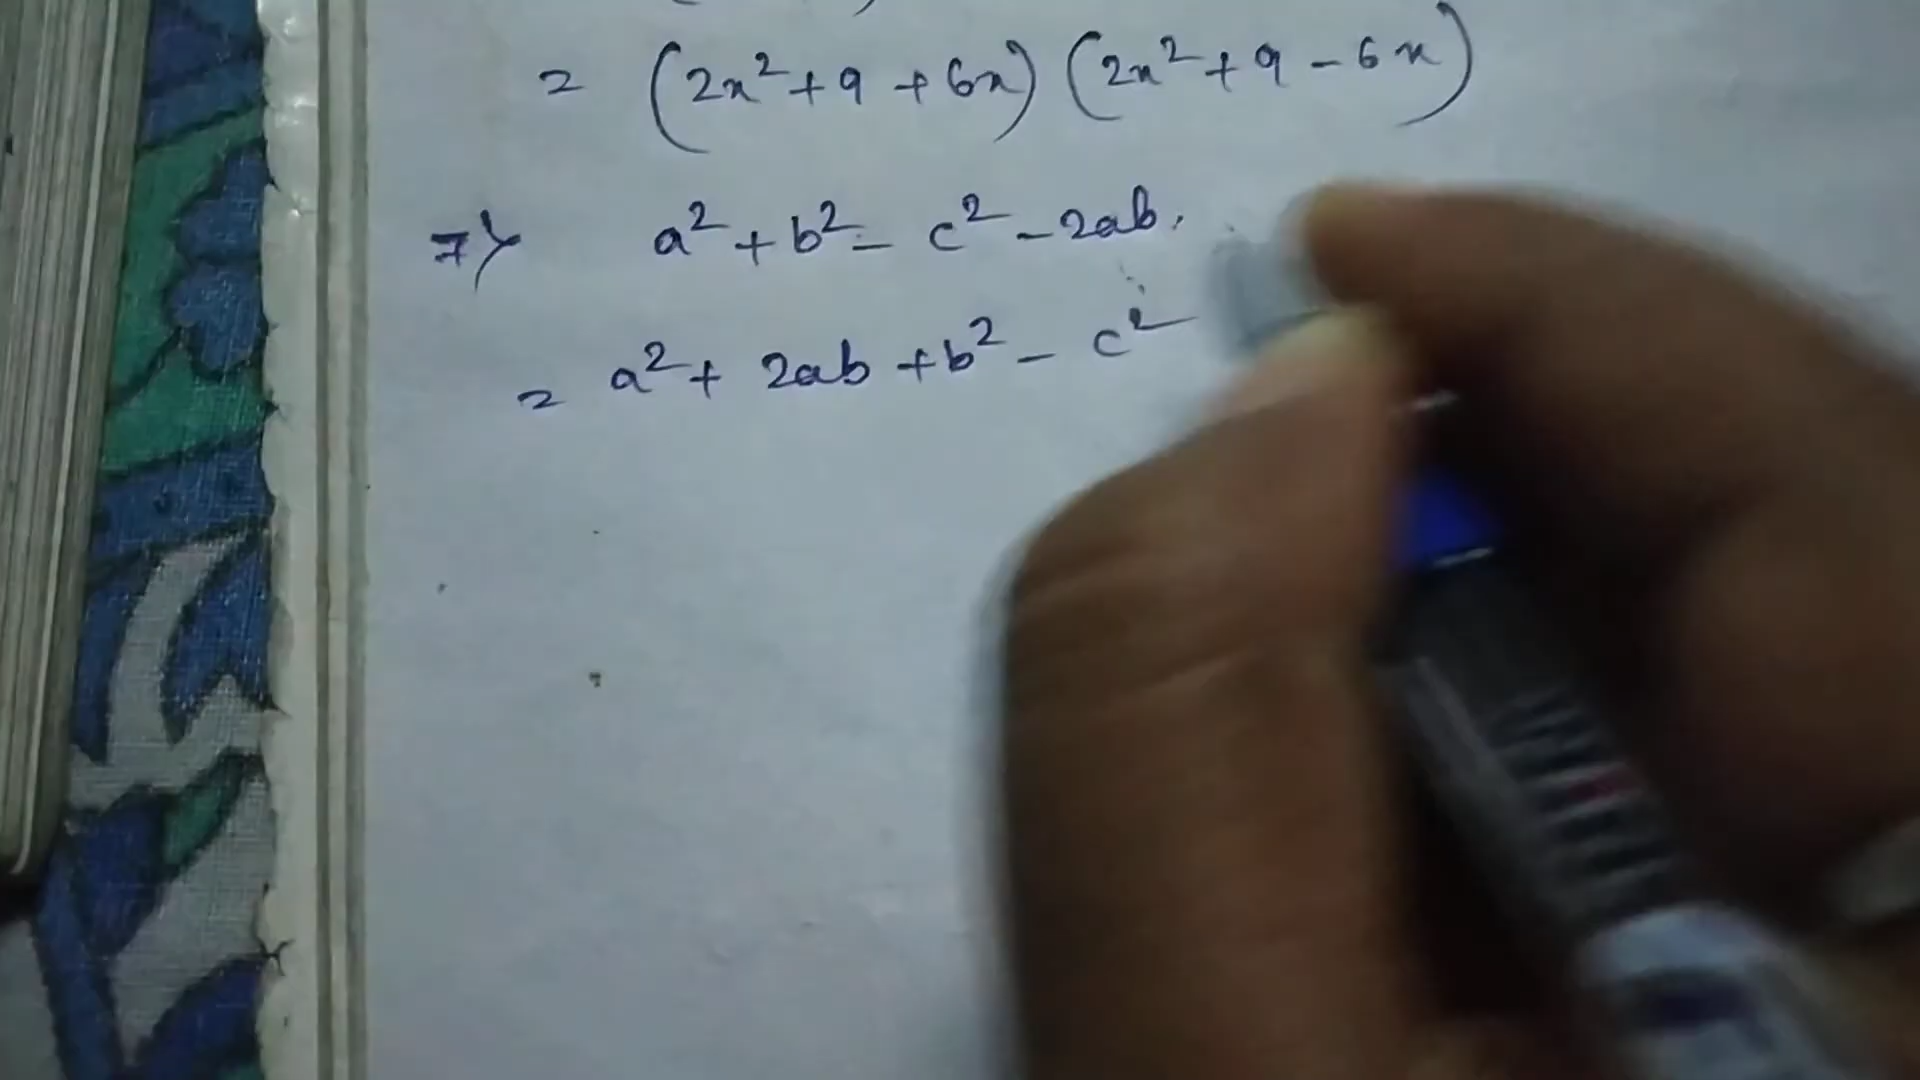 = (2x²+9+6x) (2x²+9-6x)
7) a²+b²-c²-2ab.
= a²+2ab+b²-c²